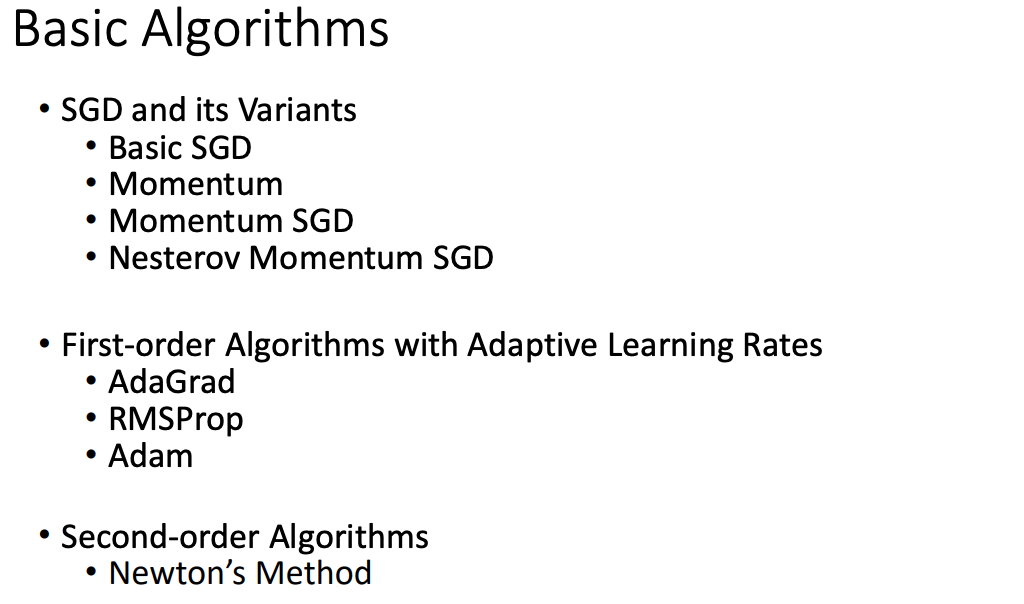 Basic Algorithms
• SGD and its Variants
• Basic SGD
• Momentum
• Momentum SGD
• Nesterov Momentum SGD
• First-order Algorithms with Adaptive Learning Rates
• AdaGrad
• RMSProp
• Adam
• Second-order Algorithms
• Newton’s Method